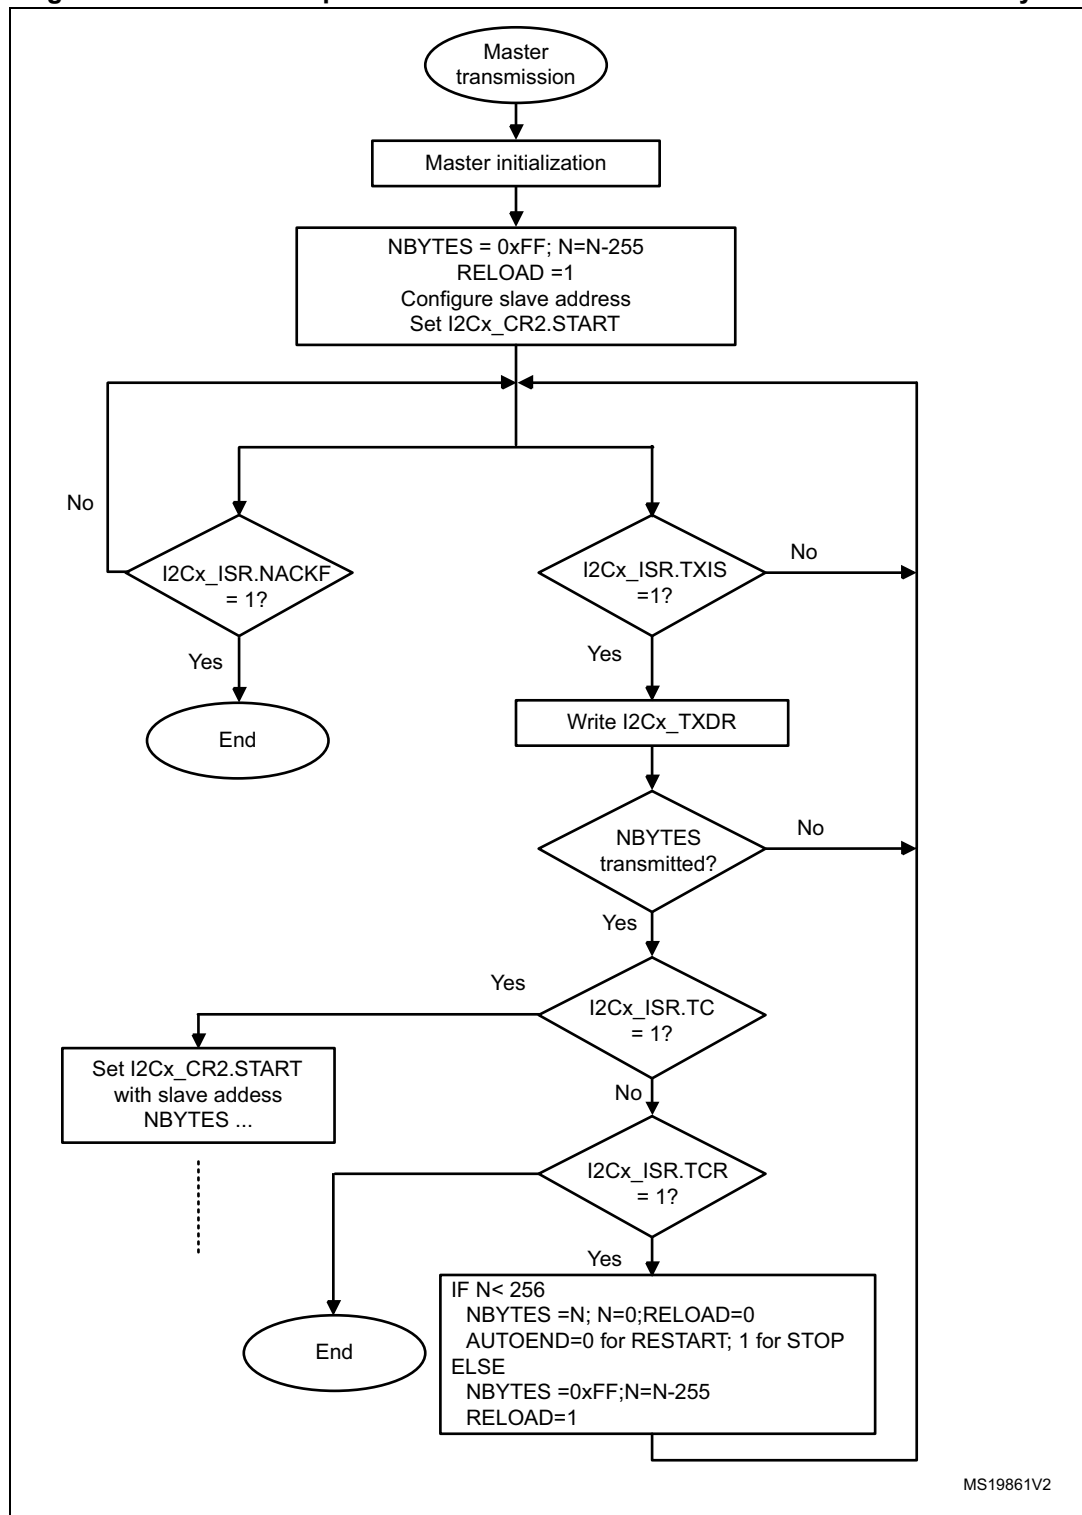 Master
transmission
Master initialization
NBYTES = 0xFF; N=N-255
RELOAD =1
Configure slave address
Set I2Cx_CR2.START
No
I2Cx_ISR.NACKF
= 1?
Yes
End
I2Cx_ISR.TXIS
=1?
No
Yes
Write I2Cx_TXDR
NBYTES
transmitted?
No
Yes
I2Cx_ISR.TC
= 1?
Yes
Set I2Cx_CR2.START
with slave addess
NBYTES ...
No
I2Cx_ISR.TCR
= 1?
Yes
End
IF N< 256
NBYTES =N; N=0;RELOAD=0
AUTOEND=0 for RESTART; 1 for STOP
ELSE
NBYTES =0xFF;N=N-255
RELOAD=1
MS19861V2